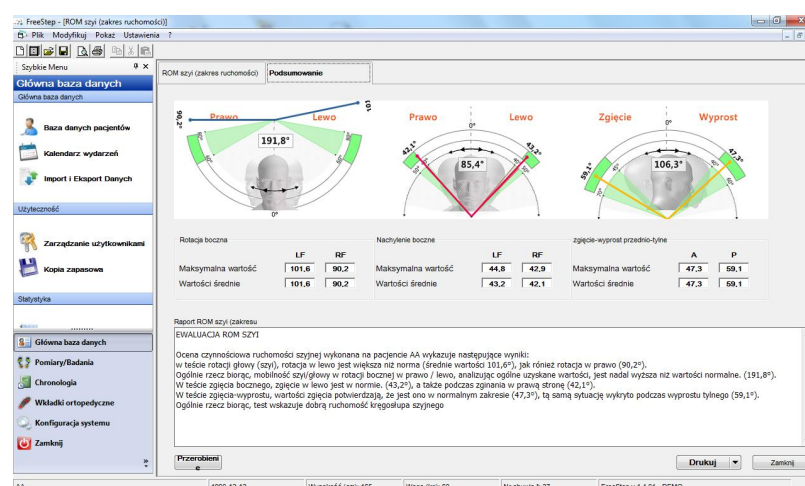 FreeStep - [ROM szyi (zakres ruchomości)]
Plik Modyfikuj Pokaż Ustawienia ?
Szybkie Menu
Główna baza danych
Główna baza danych
Baza danych pacjentów
Kalendarz wydarzeń
Import i Eksport Danych
Użyteczność
Zarządzanie użytkownikami
Kopia zapasowa
Statystyka
Główna baza danych
Pomiary/Badania
Chronologia
Wkładki ortopedyczne
Konfiguracja systemu
Zamknij
ROM szyi (zakres ruchomości) Podsumowanie
Prawo Lewo
90,2° 101
191,8°
0°
Prawo Lewo
0°
42,1° 43,2°
85,4°
Zgięcie Wyprost
0°
59,1° 47,3°
106,3°
Rotacja boczna
LF RF
Maksymalna wartość 101,6 90,2
Wartości średnie 101,6 90,2
Nachylenie boczne
LF RF
Maksymalna wartość 44,8 42,9
Wartości średnie 43,2 42,1
zgięcie-wyprost przednio-tylne
A P
Maksymalna wartość 47,3 59,1
Wartości średnie 47,3 59,1
Raport ROM szyi (zakresu
EWALUACJA ROM SZYI
Ocena czynnościowa ruchomości szyjnej wykonana na pacjencie AA wykazuje następujące wyniki:
w teście rotacji głowy (szyi), rotacja w lewo jest większa niż norma (średnie wartości 101,6°), jak rónież rotacja w prawo (90,2°).
Ogólnie rzecz biorąc, mobilność szyi/głowy w rotacji bocznej w prawo / lewo, analizując ogólne uzyskane wartości, jest nadal wyższa niż wartości normalne. (191,8°).
W teście zgięcia bocznego, zgięcie w lewo jest w normie. (43,2°), a także podczas zginania w prawą stronę (42,1°).
W teście zgięcia-wyprostu, wartości zgięcia potwierdzają, że jest ono w normalnym zakresie (47,3°), tą samą sytuację wykryto podczas wyprostu tylnego (59,1°).
Ogólnie rzecz biorąc, test wskazuje dobrą ruchomość kręgosłupa szyjnego
Przerobieni
e
Drukuj Zamknij